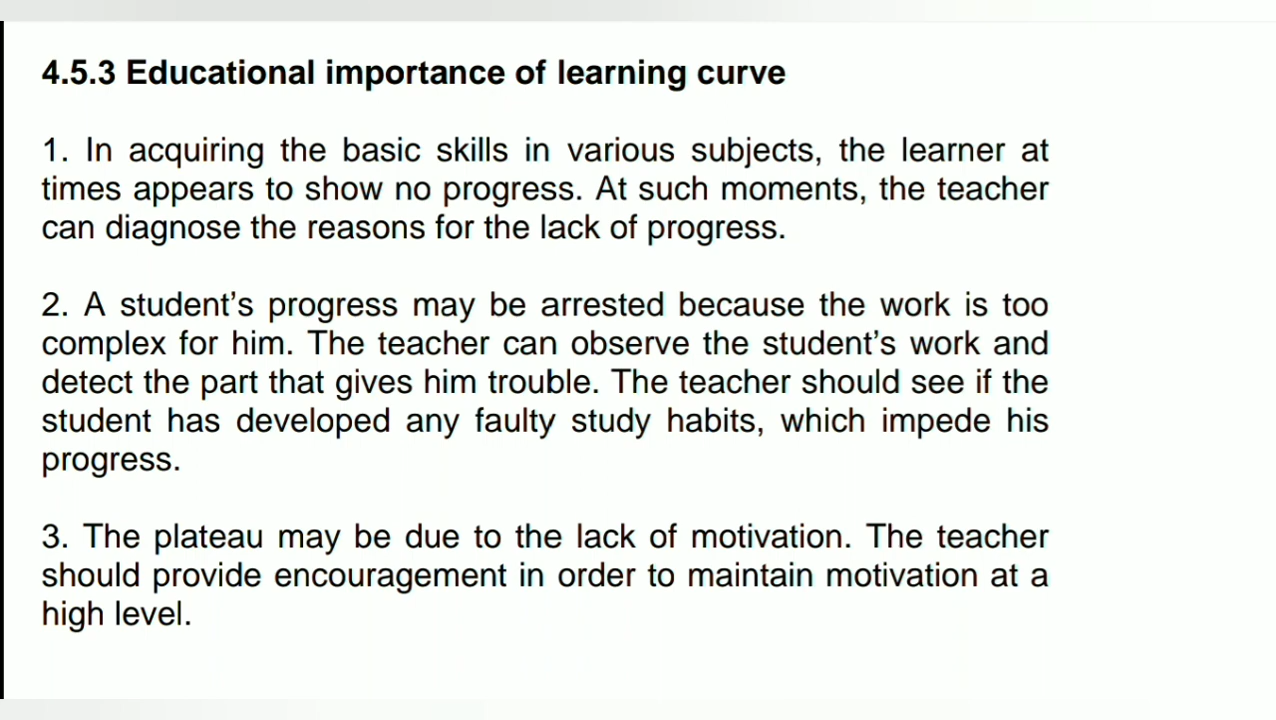 4.5.3 Educational importance of learning curve
1. In acquiring the basic skills in various subjects, the learner at
times appears to show no progress. At such moments, the teacher
can diagnose the reasons for the lack of progress.
2. A student’s progress may be arrested because the work is too
complex for him. The teacher can observe the student’s work and
detect the part that gives him trouble. The teacher should see if the
student has developed any faulty study habits, which impede his
progress.
3. The plateau may be due to the lack of motivation. The teacher
should provide encouragement in order to maintain motivation at a
high level.